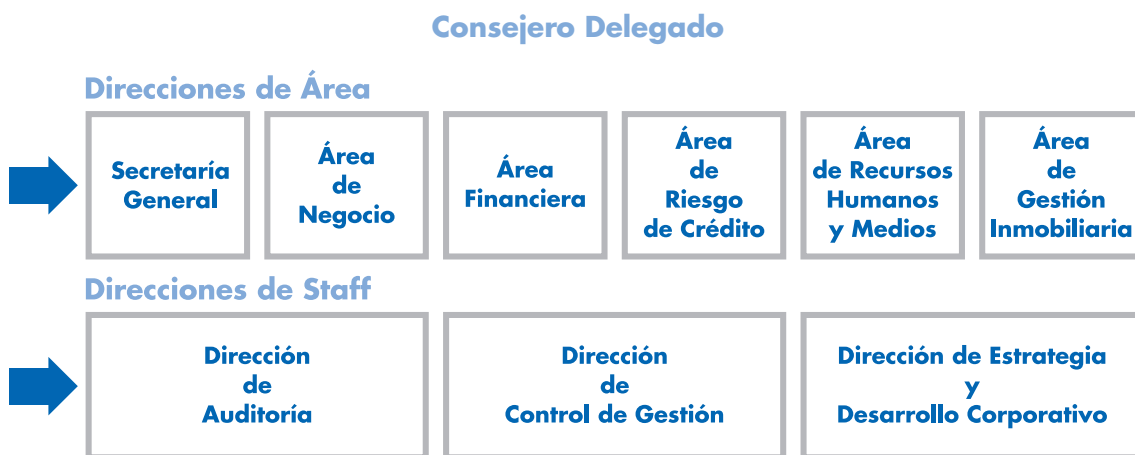 Consejero Delegado
Direcciones de Área
Secretaría
General
Área
de
Negocio
Área
Financiera
Área
de
Riesgo
de Crédito
Área
de Recursos
Humanos
y Medios
Área
de
Gestión
Inmobiliaria
Direcciones de Staff
Dirección
de
Auditoría
Dirección
de
Control de Gestión
Dirección de Estrategia
y
Desarrollo Corporativo